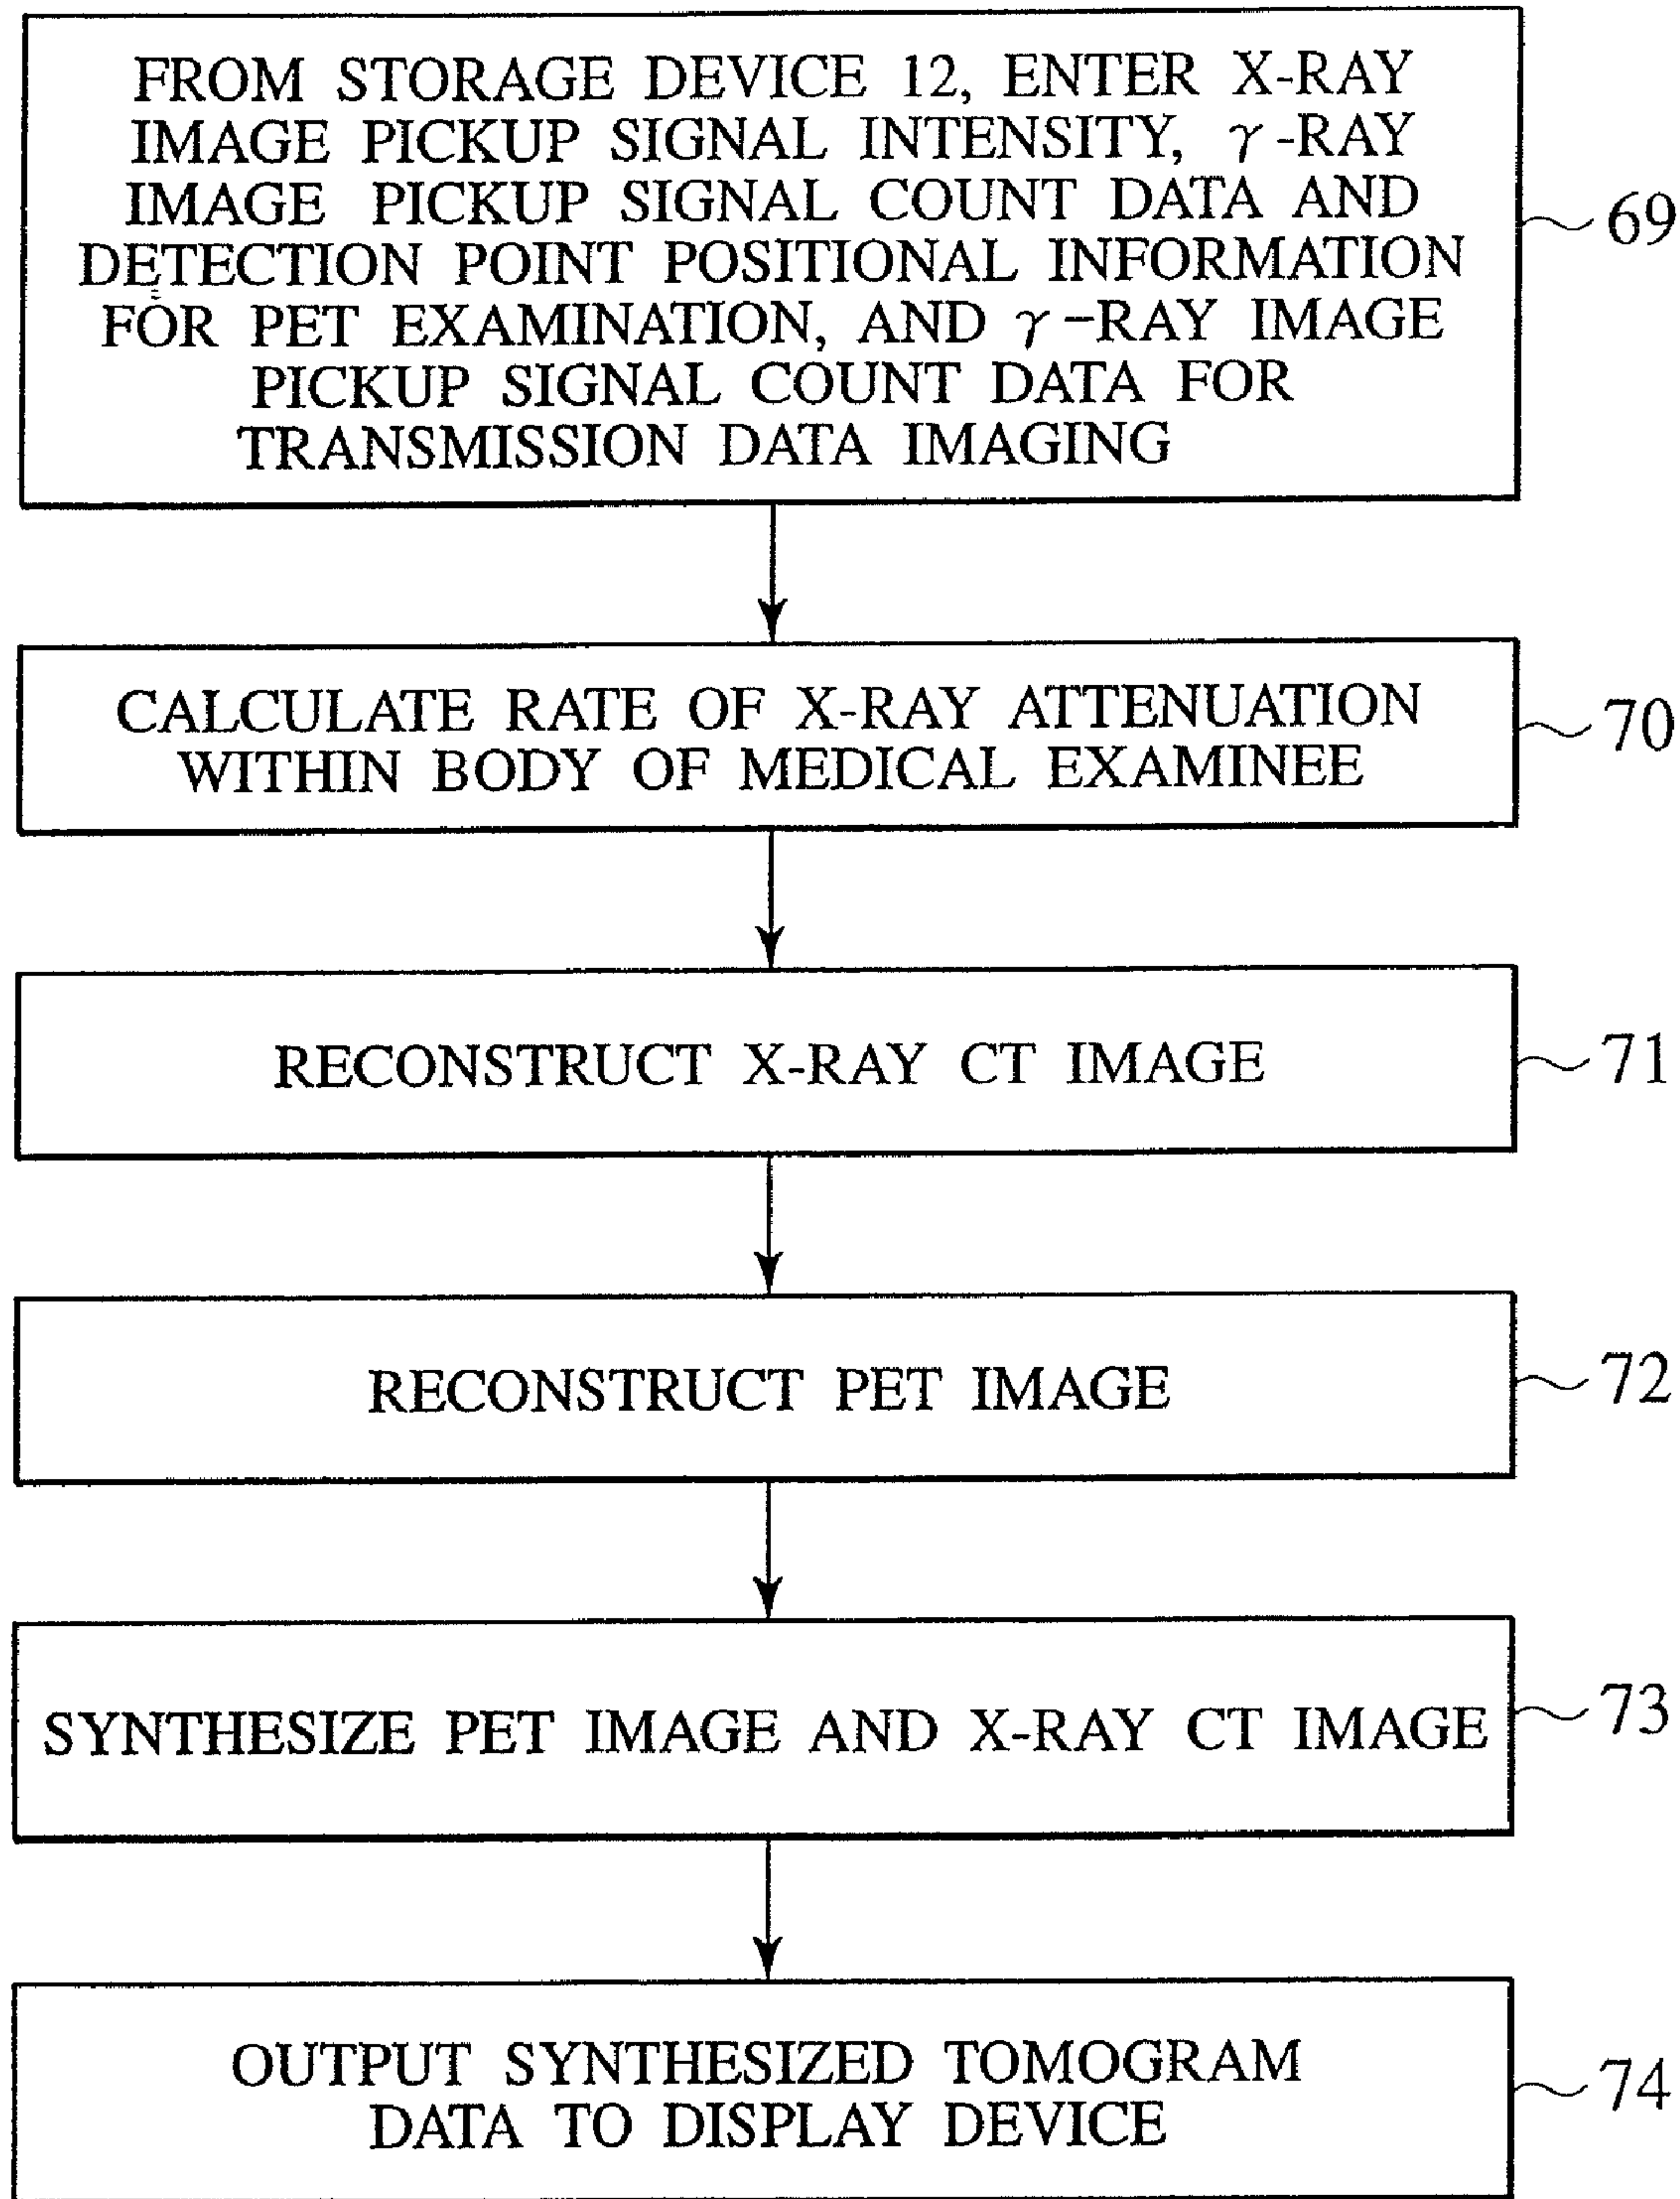 FROM STORAGE DEVICE 12, ENTER X-RAY
IMAGE PICKUP SIGNAL INTENSITY, γ-RAY
IMAGE PICKUP SIGNAL COUNT DATA AND
DETECTION POINT POSITIONAL INFORMATION
FOR PET EXAMINATION, AND γ-RAY IMAGE
PICKUP SIGNAL COUNT DATA FOR
TRANSMISSION DATA IMAGING
69
CALCULATE RATE OF X-RAY ATTENUATION
WITHIN BODY OF MEDICAL EXAMINEE
70
RECONSTRUCT X-RAY CT IMAGE
71
RECONSTRUCT PET IMAGE
72
SYNTHESIZE PET IMAGE AND X-RAY CT IMAGE
73
OUTPUT SYNTHESIZED TOMOGRAM
DATA TO DISPLAY DEVICE
74